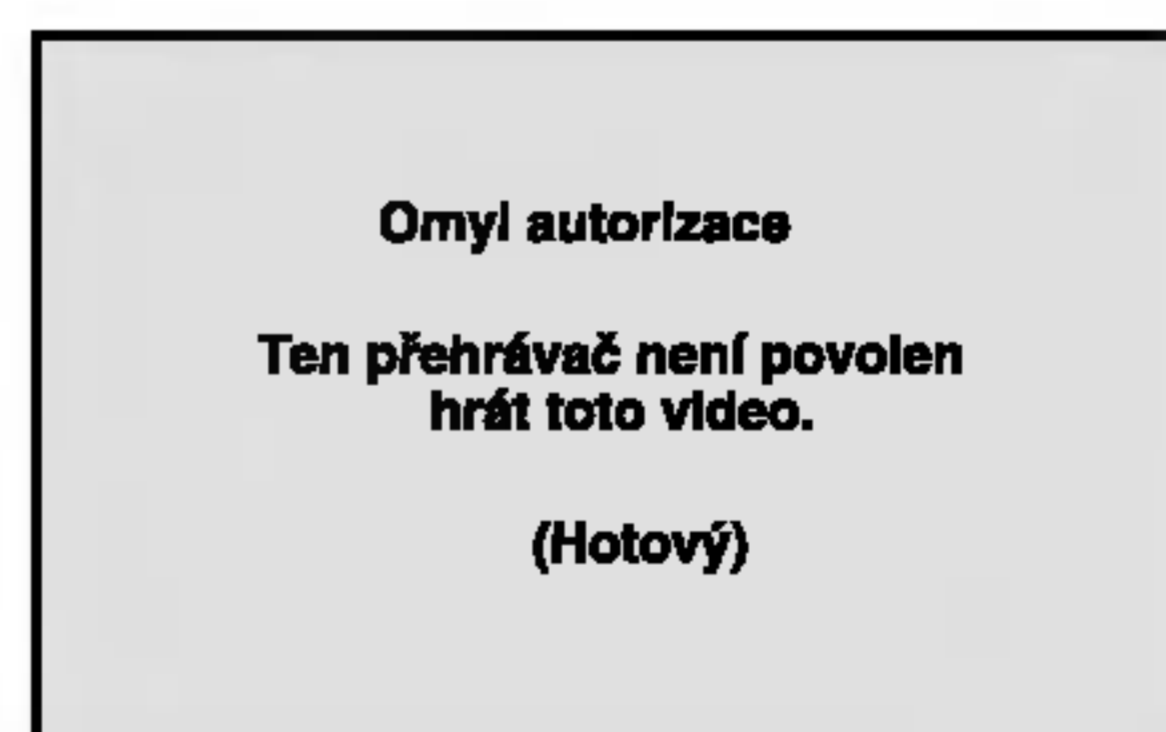 Omyl autorizace
Ten přehrávač není povolen
hrát toto video.
(Hotový)